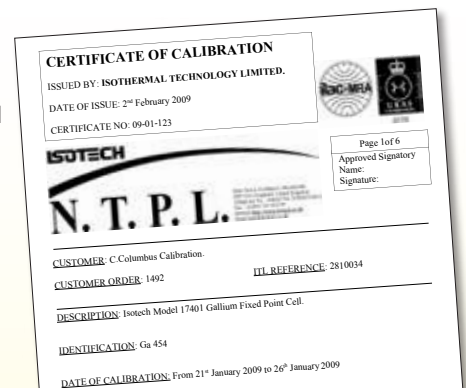 CERTIFICATE OF CALIBRATION
ISSUED BY: ISOTHERMAL TECHNOLOGY LIMITED.
DATE OF ISSUE: 2nd February 2009
CERTIFICATE NO: 09-01-123
ilac-MRA
UKAS
Page 1of 6
Approved Signatory
Name:
Signature:
ISOTECH
N. T. P. L.
CUSTOMER: C.Columbus Calibration.
CUSTOMER ORDER: 1492
ITL REFERENCE: 2810034
DESCRIPTION: Isotech Model 17401 Gallium Fixed Point Cell.
IDENTIFICATION: Ga 454
DATE OF CALIBRATION: From 21st January 2009 to 26th January 2009